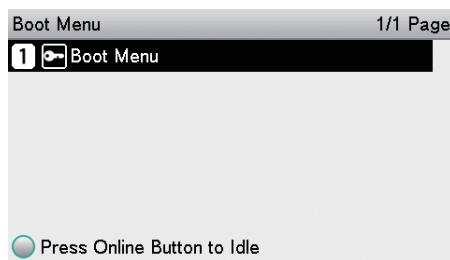 Boot Menu 1/1 Page
1 Boot Menu
Press Online Button to Idle